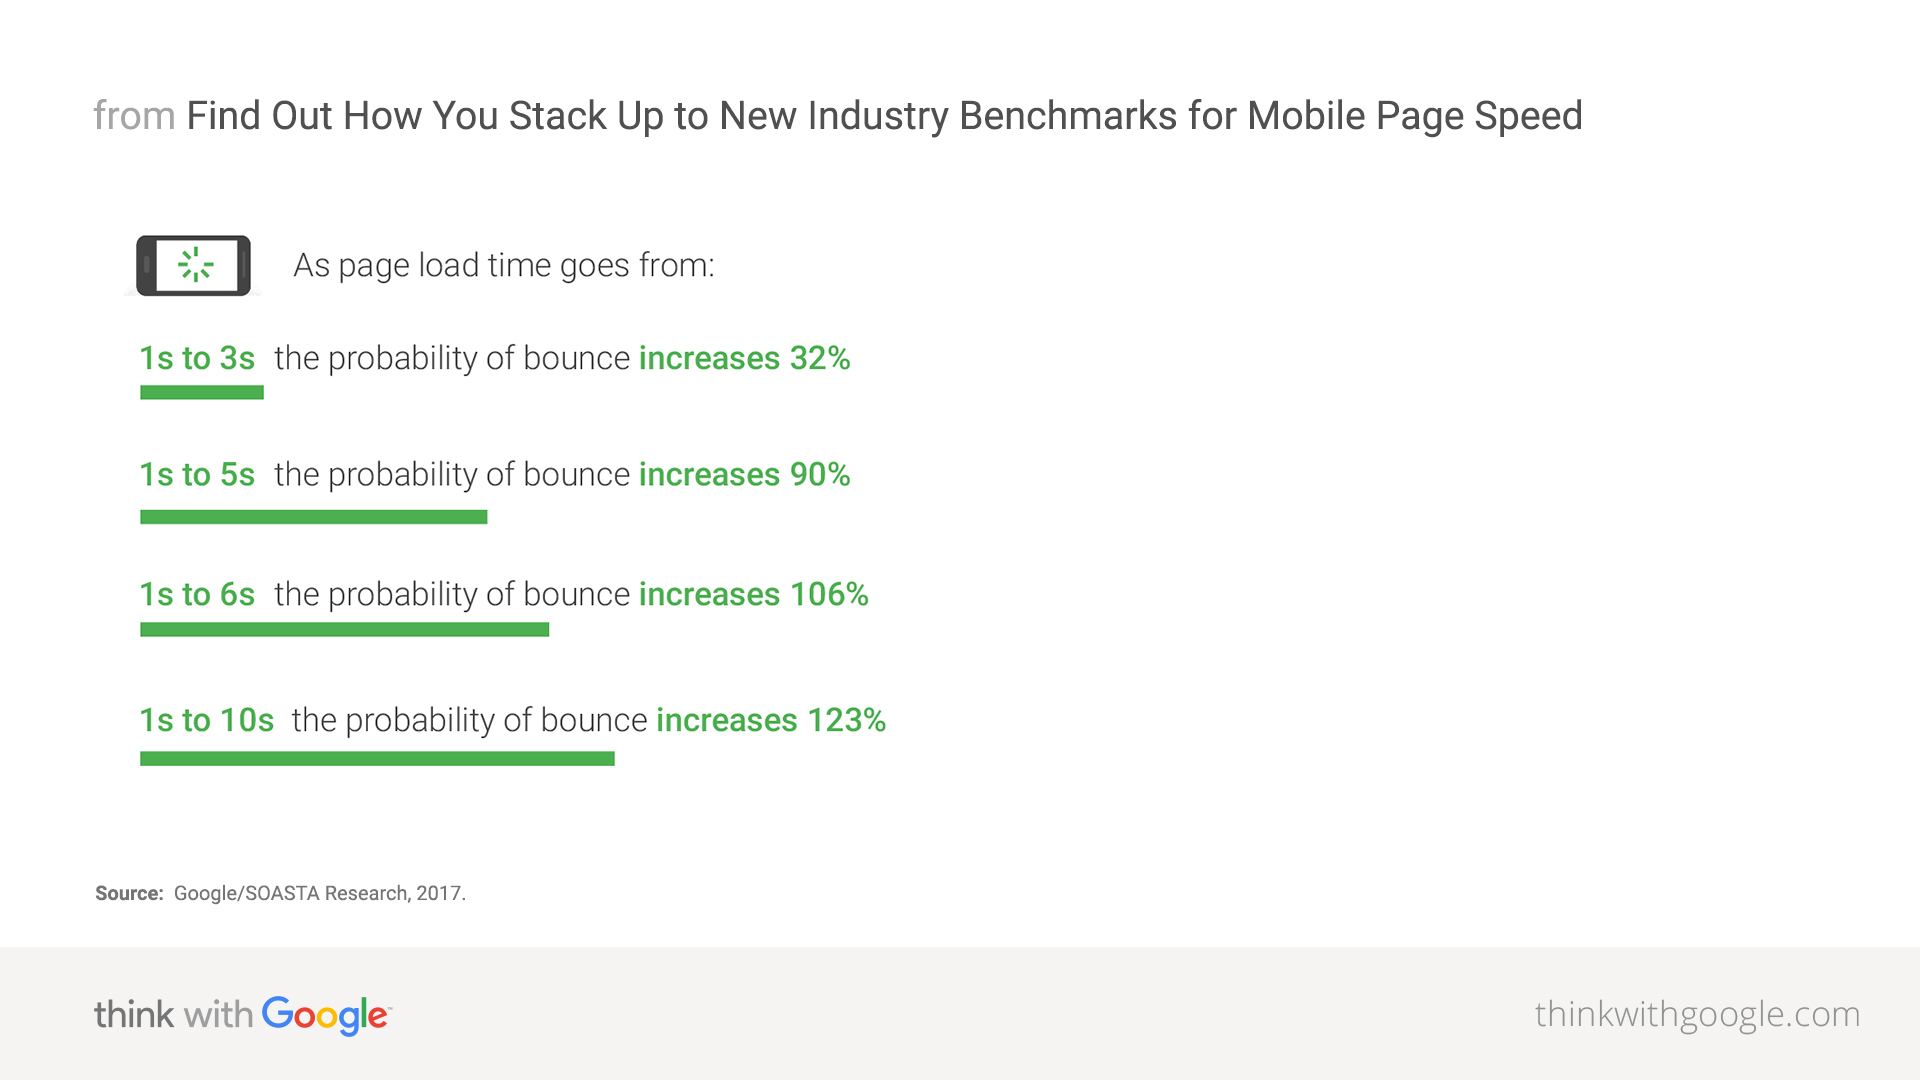 from Find Out How You Stack Up to New Industry Benchmarks for Mobile Page Speed
As page load time goes from:
1s to 3s the probability of bounce increases 32%
1s to 5s the probability of bounce increases 90%
1s to 6s the probability of bounce increases 106%
1s to 10s the probability of bounce increases 123%
Source: Google/SOASTA Research, 2017.
think with Google™
thinkwithgoogle.com